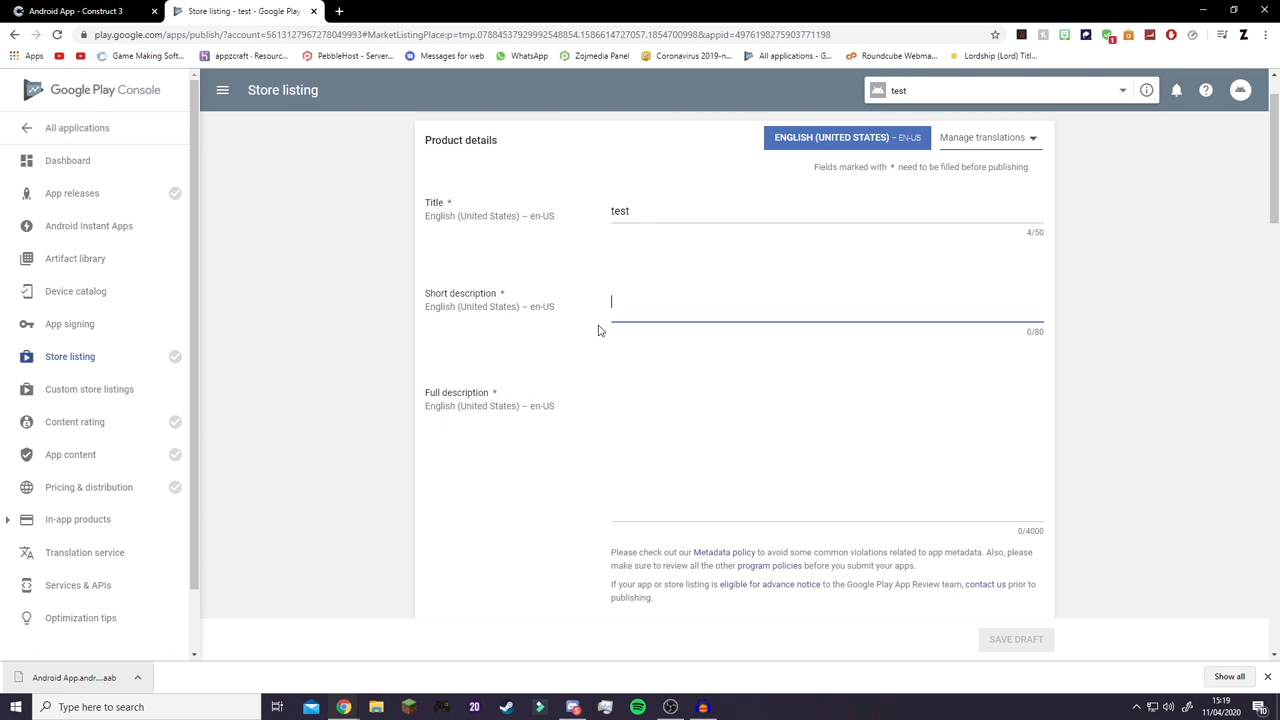 Android App - Construct 3
Store listing - test - Google Play C
play.google.com/apps/publish/?account=5613127967278049993#MarketListingPlace:p=tmp.07884537929992548854.1586614727057.1854700998&appid=4976198275903771198
Apps
Game Making Soft...
appzcraft - Resourc...
PebbleHost - Server...
Messages for web
WhatsApp
Zojmedia Panel
Coronavirus 2019-n...
All applications - G...
Roundcube Webma...
Lordship (Lord) Titl...
Google Play Console
Store listing
test
All applications
Dashboard
App releases
Android Instant Apps
Artifact library
Device catalog
App signing
Store listing
Custom store listings
Content rating
App content
Pricing & distribution
In-app products
Translation service
Services & APIs
Optimization tips
Product details
ENGLISH (UNITED STATES) – EN-US
Manage translations
Fields marked with * need to be filled before publishing.
Title *
English (United States) – en-US
test
4/50
Short description *
English (United States) – en-US
0/80
Full description *
English (United States) – en-US
0/4000
Please check out our Metadata policy to avoid some common violations related to app metadata. Also, please
make sure to review all the other program policies before you submit your apps.
If your app or store listing is eligible for advance notice to the Google Play App Review team, contact us prior to
publishing.
SAVE DRAFT
Android App.andr....aab
Show all
Type here to search
20
15:19
11/04/2020